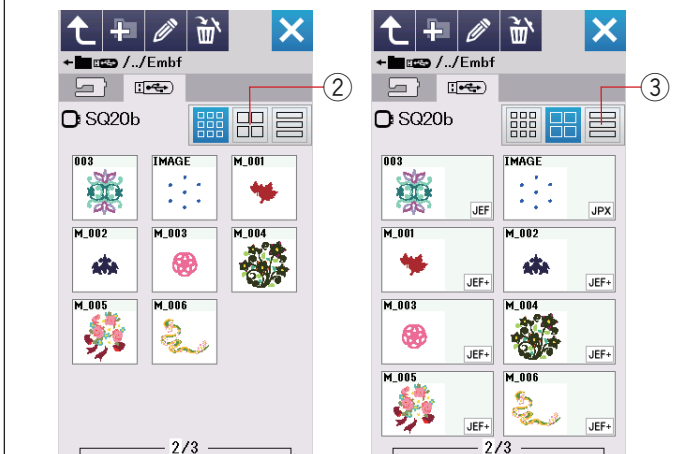 /../Embf
SQ20b
②
003 IMAGE M_001
M_002 M_003 M_004
M_005 M_006
2/3
/../Embf
SQ20b
③
003 IMAGE
JEF JPX
M_001 M_002
JEF+ JEF+
M_003 M_004
JEF+ JEF+
M_005 M_006
JEF+ JEF+
2/3